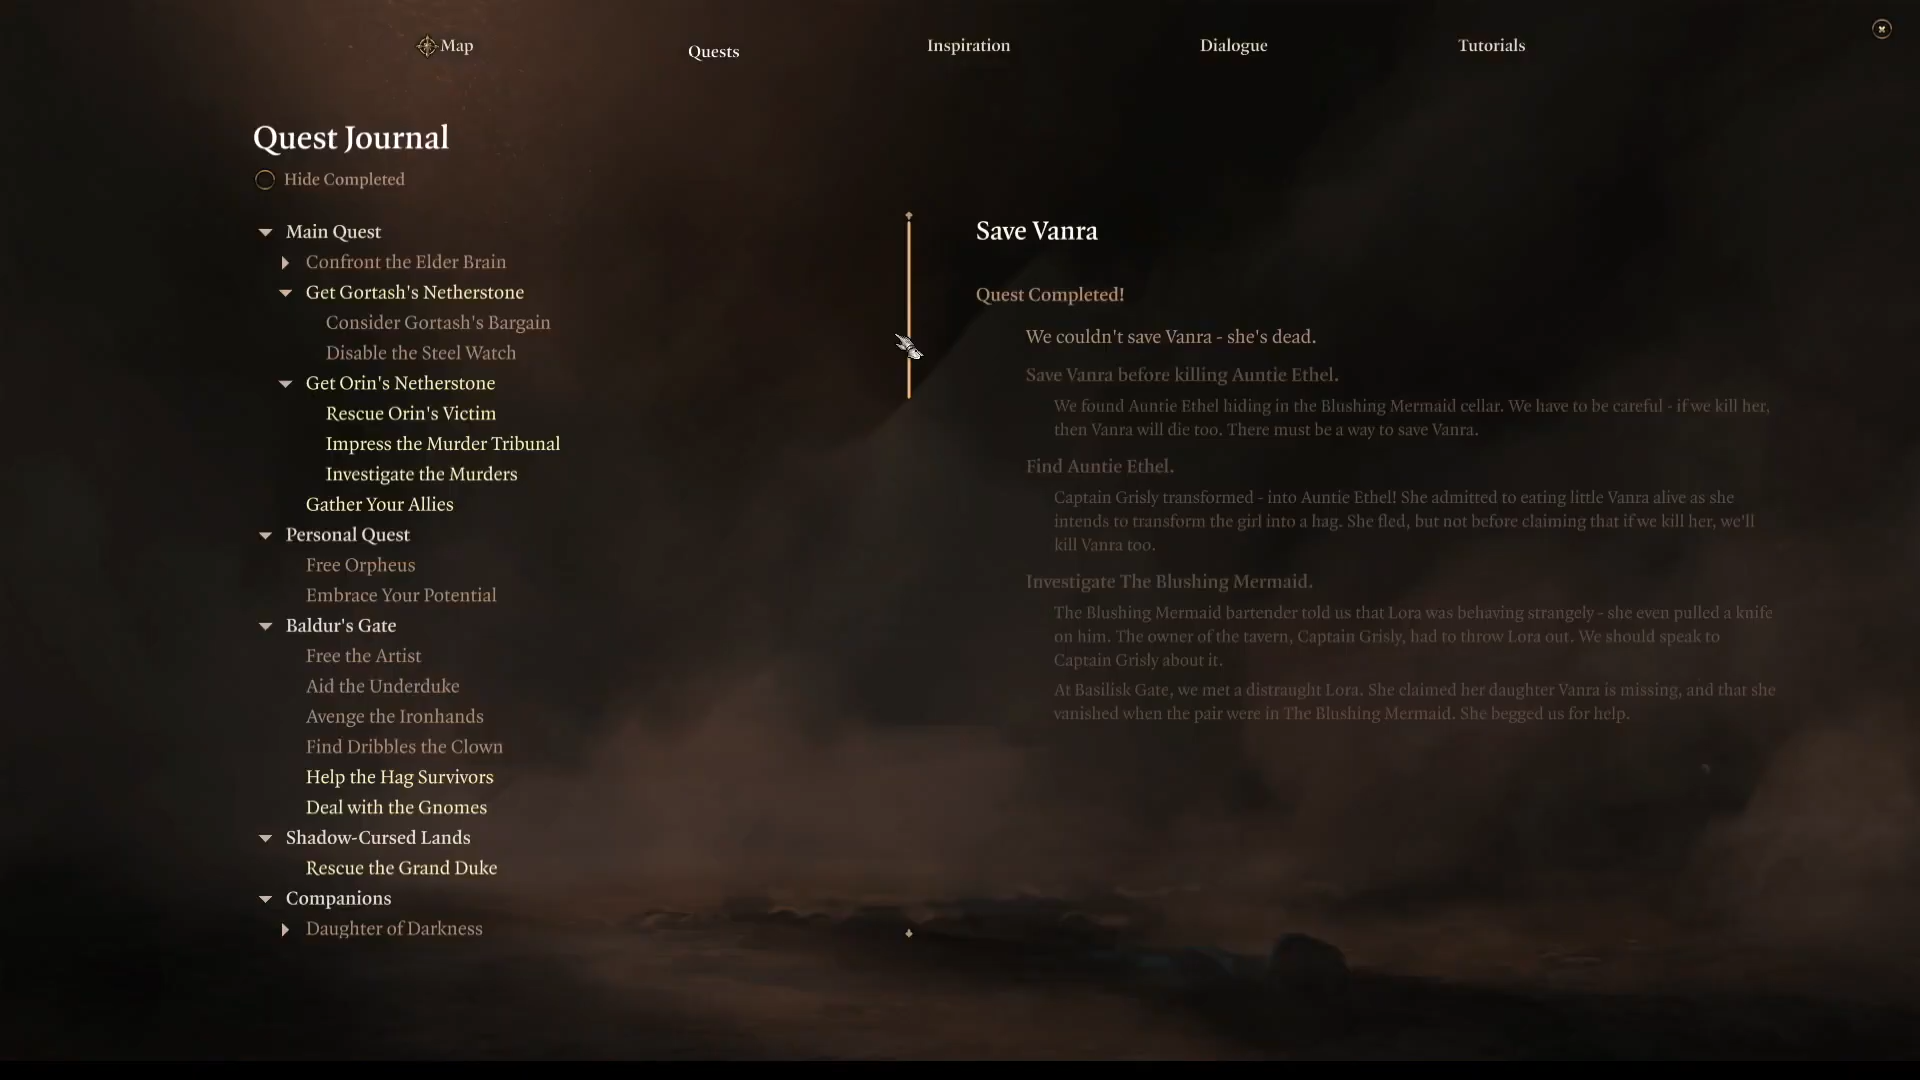 Map
Quests
Inspiration
Dialogue
Tutorials
Quest Journal
Hide Completed
Main Quest
Confront the Elder Brain
Get Gortash's Netherstone
Consider Gortash's Bargain
Disable the Steel Watch
Get Orin's Netherstone
Rescue Orin's Victim
Impress the Murder Tribunal
Investigate the Murders
Gather Your Allies
Personal Quest
Free Orpheus
Embrace Your Potential
Baldur's Gate
Free the Artist
Aid the Underduke
Avenge the Ironhands
Find Dribbles the Clown
Help the Hag Survivors
Deal with the Gnomes
Shadow-Cursed Lands
Rescue the Grand Duke
Companions
Daughter of Darkness
Save Vanra
Quest Completed!
We couldn't save Vanra - she's dead.
Save Vanra before killing Auntie Ethel.
We found Auntie Ethel hiding in the Blushing Mermaid cellar. We have to be careful - if we kill her,
then Vanra will die too. There must be a way to save Vanra.
Find Auntie Ethel.
Captain Grisly transformed - into Auntie Ethel! She admitted to eating little Vanra alive as she
intends to transform the girl into a hag. She fled, but not before claiming that if we kill her, we'll
kill Vanra too.
Investigate The Blushing Mermaid.
The Blushing Mermaid bartender told us that Lora was behaving strangely - she even pulled a knife
on him. The owner of the tavern, Captain Grisly, had to throw Lora out. We should speak to
Captain Grisly about it.
At Basilisk Gate, we met a distraught Lora. She claimed her daughter Vanra is missing, and that she
vanished when the pair were in The Blushing Mermaid. She begged us for help.